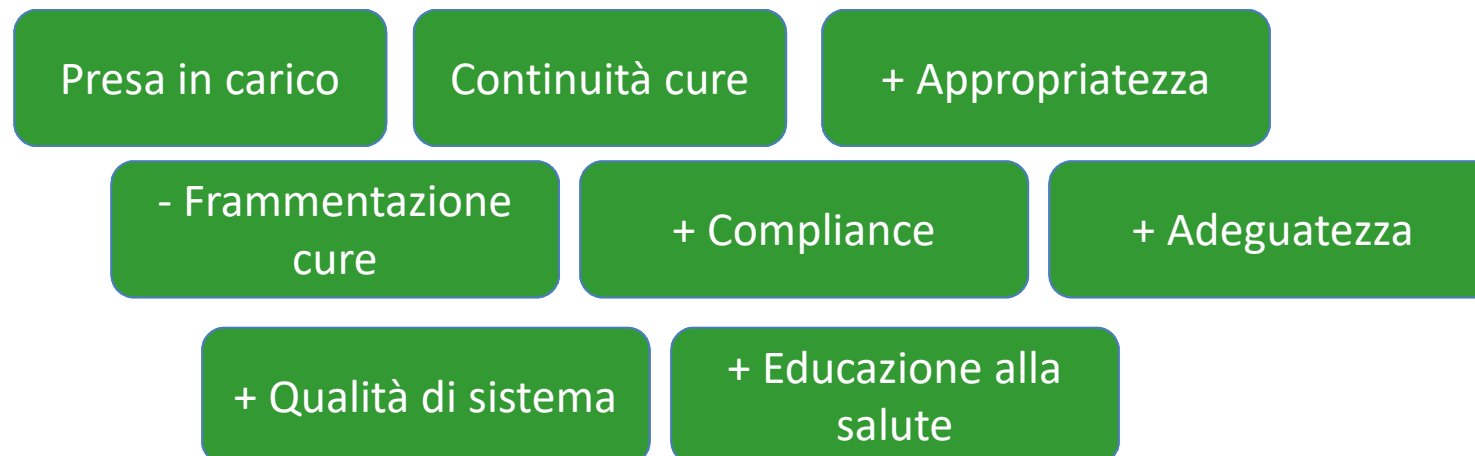 Presa in carico
Continuità cure
+ Appropriatezza
- Frammentazione
cure
+ Compliance
+ Adeguatezza
+ Qualità di sistema
+ Educazione alla
salute